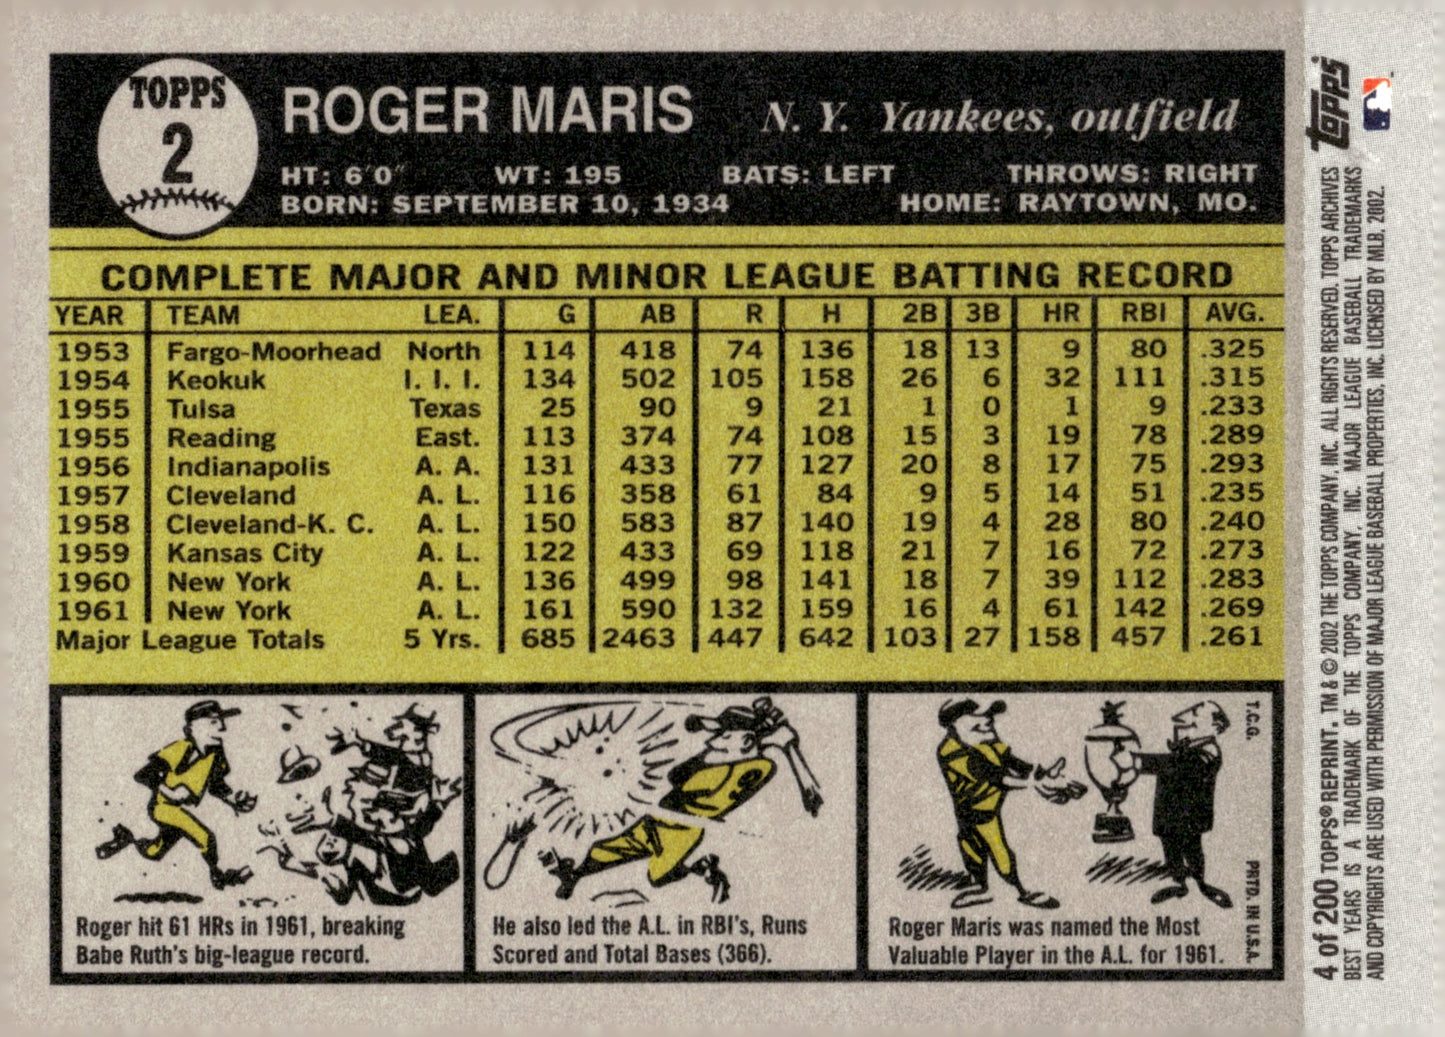 TOPPS
2
ROGER MARIS N. Y. Yankees, outfield
HT: 6'0" WT: 195 BATS: LEFT THROWS: RIGHT
BORN: SEPTEMBER 10, 1934 HOME: RAYTOWN, MO.
COMPLETE MAJOR AND MINOR LEAGUE BATTING RECORD
YEAR TEAM LEA. G AB R H 2B 3B HR RBI AVG.
1953 Fargo-Moorhead North 114 418 74 136 18 13 9 80 .325
1954 Keokuk I. I. I. 134 502 105 158 26 6 32 111 .315
1955 Tulsa Texas 25 90 9 21 1 0 1 9 .233
1955 Reading East. 113 374 74 108 15 3 19 78 .289
1956 Indianapolis A. A. 131 433 77 127 20 8 17 75 .293
1957 Cleveland A. L. 116 358 61 84 9 5 14 51 .235
1958 Cleveland-K. C. A. L. 150 583 87 140 19 4 28 80 .240
1959 Kansas City A. L. 122 433 69 118 21 7 16 72 .273
1960 New York A. L. 136 499 98 141 18 7 39 112 .283
1961 New York A. L. 161 590 132 159 16 4 61 142 .269
Major League Totals 5 Yrs. 685 2463 447 642 103 27 158 457 .261
Roger hit 61 HRs in 1961, breaking
Babe Ruth's big-league record.
He also led the A.L. in RBI's, Runs
Scored and Total Bases (366).
Roger Maris was named the Most
Valuable Player in the A.L. for 1961.
T.C.G.
PRTD. IN U.S.A.
Topps
4 of 200 TOPPS® REPRINT. TM & © 2002 THE TOPPS COMPANY, INC. ALL RIGHTS RESERVED. TOPPS ARCHIVES
BEST YEARS IS A TRADEMARK OF THE TOPPS COMPANY, INC. MAJOR LEAGUE BASEBALL TRADEMARKS
AND COPYRIGHTS ARE USED WITH PERMISSION OF MAJOR LEAGUE BASEBALL PROPERTIES, INC. LICENSED BY MLB, 2002.